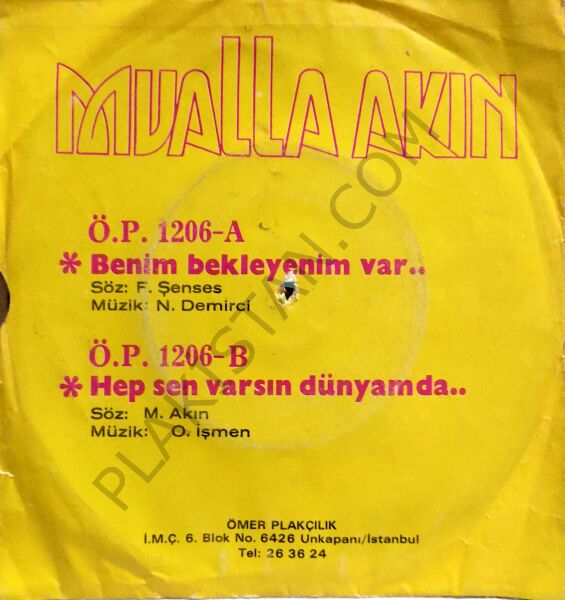 MUALLA AKIN
Ö.P. 1206-A
* Benim bekleyenim var..
Söz: F. Şenses
Müzik: N. Demirci
Ö.P. 1206-B
* Hep sen varsın dünyamda..
Söz: M. Akın
Müzik: O. İşmen
ÖMER PLAKÇILIK
İ.M.Ç. 6. Blok No. 6426 Unkapanı/İstanbul
Tel: 26 36 24
PLAKISTAN.COM